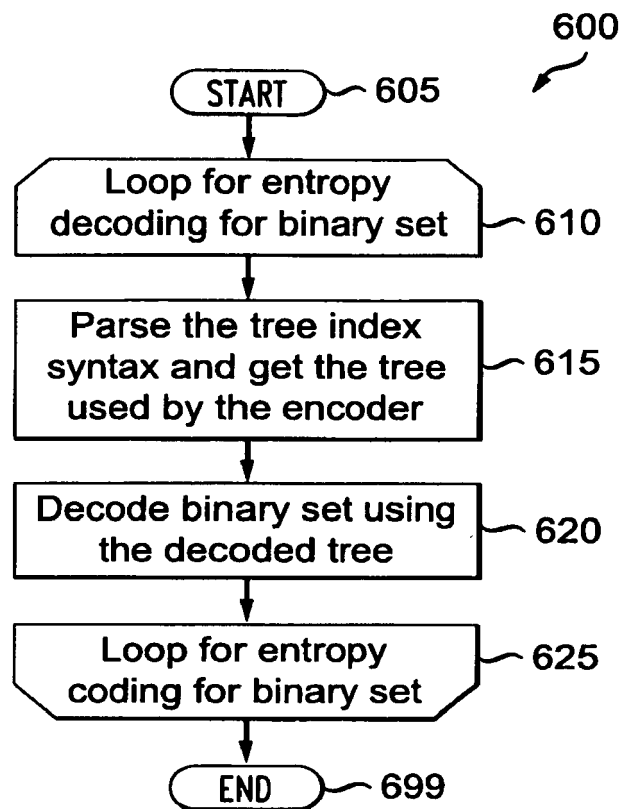 600
START
605
Loop for entropy
decoding for binary set
610
Parse the tree index
syntax and get the tree
used by the encoder
615
Decode binary set using
the decoded tree
620
Loop for entropy
coding for binary set
625
END
699